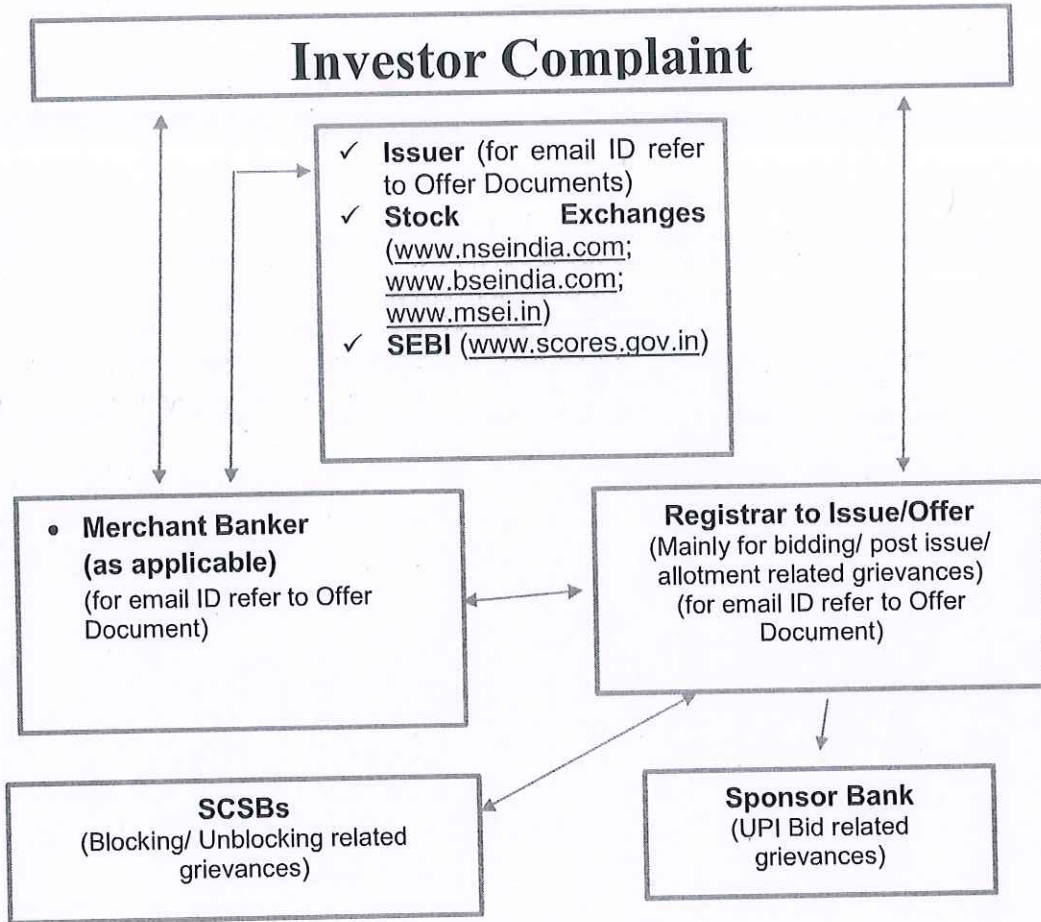 Investor Complaint
✓ Issuer (for email ID refer
to Offer Documents)
✓ Stock Exchanges
(www.nseindia.com;
www.bseindia.com;
www.msei.in)
✓ SEBI (www.scores.gov.in)
• Merchant Banker
(as applicable)
(for email ID refer to Offer
Document)
Registrar to Issue/Offer
(Mainly for bidding/ post issue/
allotment related grievances)
(for email ID refer to Offer
Document)
SCSBs
(Blocking/ Unblocking related
grievances)
Sponsor Bank
(UPI Bid related
grievances)